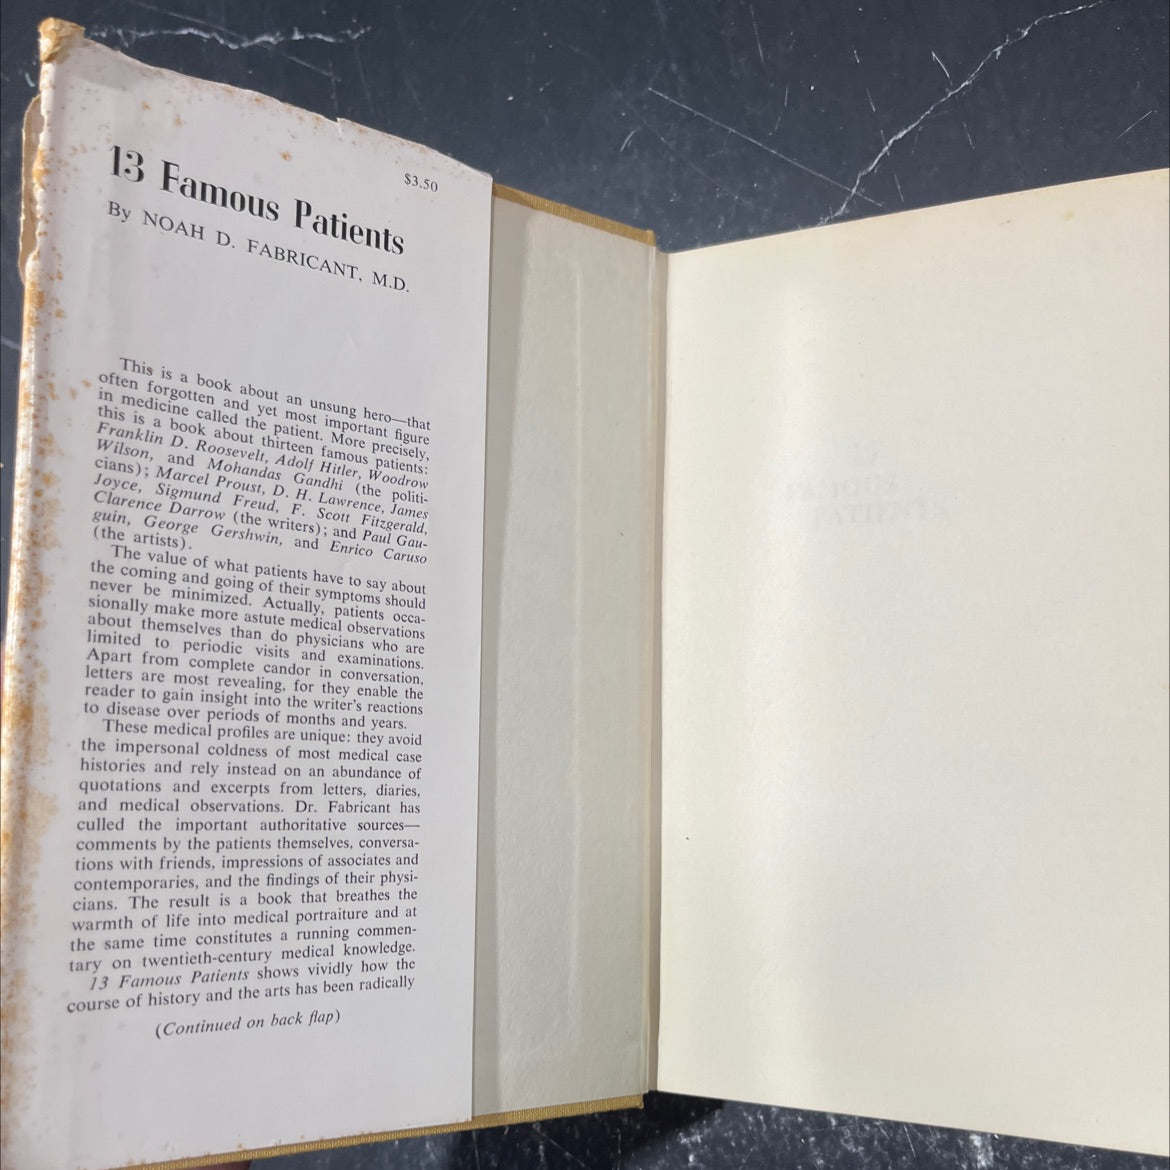 $3.50
13 Famous Patients
By NOAH D. FABRICANT, M.D.
This is a book about an unsung hero—that
often forgotten and yet most important figure
in medicine called the patient. More precisely,
this is a book about thirteen famous patients:
Franklin D. Roosevelt, Adolf Hitler, Woodrow
Wilson, and Mohandas Gandhi (the politi-
cians); Marcel Proust, D. H. Lawrence, James
Joyce, Sigmund Freud, F. Scott Fitzgerald,
Clarence Darrow (the writers); and Paul Gau-
guin, George Gershwin, and Enrico Caruso
(the artists).
The value of what patients have to say about
the coming and going of their symptoms should
never be minimized. Actually, patients occa-
sionally make more astute medical observations
about themselves than do physicians who are
limited to periodic visits and examinations.
Apart from complete candor in conversation,
letters are most revealing, for they enable the
reader to gain insight into the writer's reactions
to disease over periods of months and years.
These medical profiles are unique: they avoid
the impersonal coldness of most medical case
histories and rely instead on an abundance of
quotations and excerpts from letters, diaries,
and medical observations. Dr. Fabricant has
culled the important authoritative sources—
comments by the patients themselves, conversa-
tions with friends, impressions of associates and
contemporaries, and the findings of their physi-
cians. The result is a book that breathes the
warmth of life into medical portraiture and at
the same time constitutes a running commen-
tary on twentieth-century medical knowledge.
13 Famous Patients shows vividly how the
course of history and the arts has been radically
(Continued on back flap)